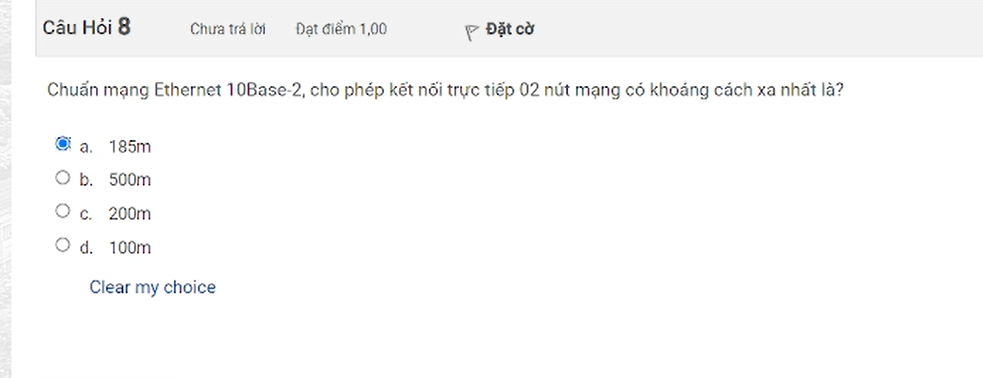 Câu Hỏi 8 Chưa trả lời Đạt điểm 1,00 Đặt cờ
Chuẩn mạng Ethernet 10Base-2, cho phép kết nối trực tiếp 02 nút mạng có khoảng cách xa nhất là?
a. 185m
b. 500m
c. 200m
d. 100m
Clear my choice